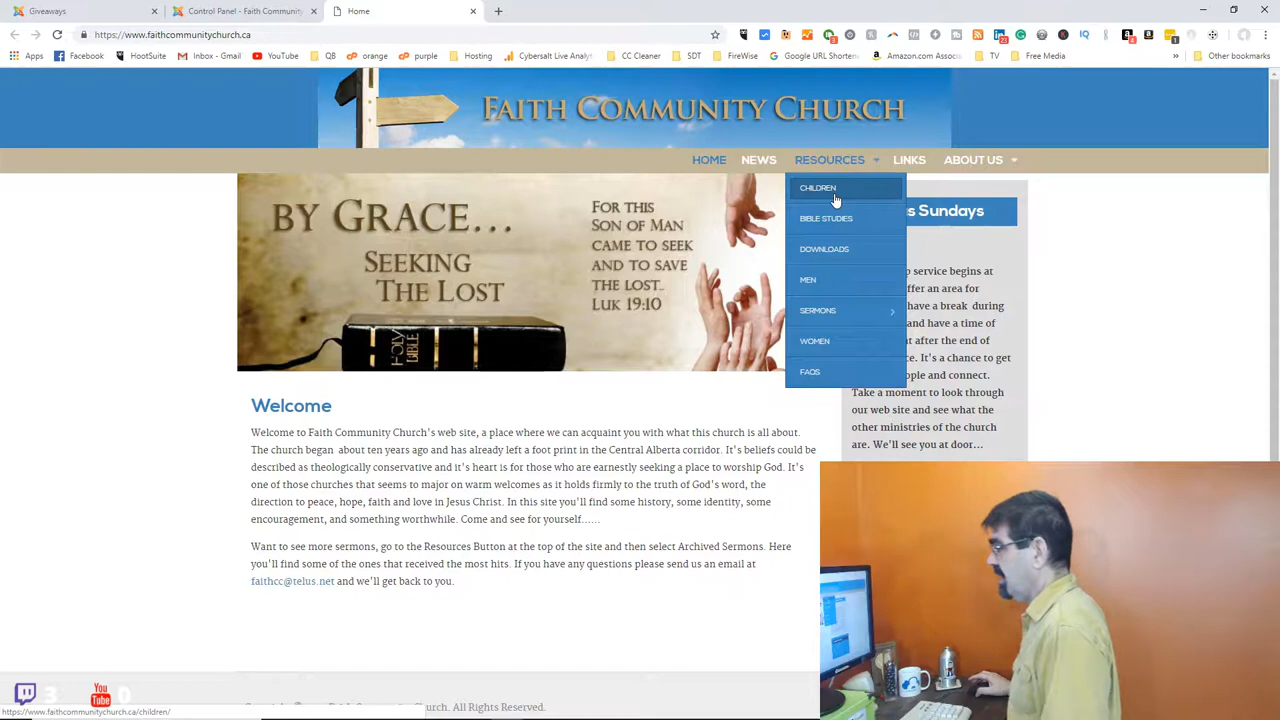 Giveaways
Control Panel - Faith Community
Home
https://www.faithcommunitychurch.ca
Apps
Facebook
HootSuite
Inbox - Gmail
YouTube
QB
orange
purple
Hosting
Cybersalt Live Analy
CC Cleaner
SDT
FireWise
Google URL Shortene
Amazon.com Associ
TV
Free Media
Other bookmarks
FAITH COMMUNITY CHURCH
HOME
NEWS
RESOURCES
LINKS
ABOUT US
CHILDREN
BIBLE STUDIES
DOWNLOADS
MEN
SERMONS
WOMEN
FAQS
BY GRACE...
SEEKING
THE LOST
FOR THIS
SON OF MAN
CAME TO SEEK
AND TO SAVE
THE LOST..
LUK 19:10
HOLY
BIBLE
s Sundays
p service begins at
ffer an area for
have a break during
and have a time of
t after the end of
ce. It's a chance to get
eople and connect.
Take a moment to look through
our web site and see what the
other ministries of the church
are. We'll see you at door...
Welcome
Welcome to Faith Community Church's web site, a place where we can acquaint you with what this church is all about.
The church began about ten years ago and has already left a foot print in the Central Alberta corridor. It's beliefs could be
described as theologically conservative and it's heart is for those who are earnestly seeking a place to worship God. It's
one of those churches that seems to major on warm welcomes as it holds firmly to the truth of God's word, the
direction to peace, hope, faith and love in Jesus Christ. In this site you'll find some history, some identity, some
encouragement, and something worthwhile. Come and see for yourself......
Want to see more sermons, go to the Resources Button at the top of the site and then select Archived Sermons. Here
you'll find some of the ones that received the most hits. If you have any questions please send us an email at
faithcc@telus.net and we'll get back to you.
3
You
Tube
0
Faith Community Church. All Rights Reserved.
https://www.faithcommunitychurch.ca/children/